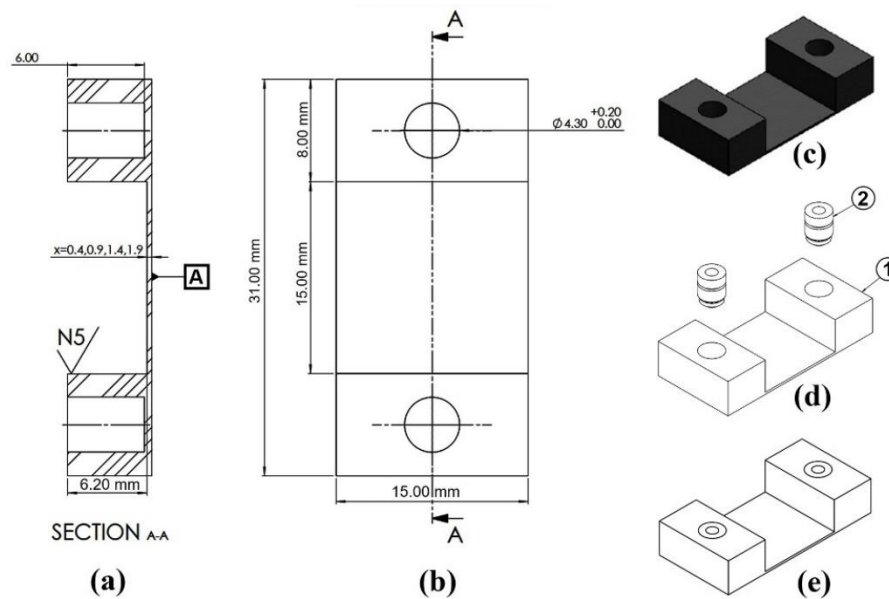 6.00
x=0.4,0.9,1.4,1.9
A
N5
6.20 mm
SECTION A-A
(a)
A
31.00 mm
8.00 mm
15.00 mm
Ø 4.30 +0.20 0.00
15.00 mm
A
(b)
(c)
2
1
(d)
(e)